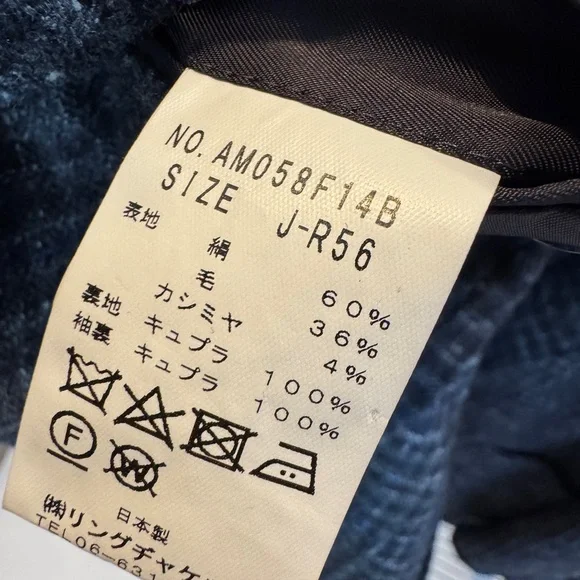 NO. AM058F14B
SIZE J-R56
表地 絹 60%
毛 36%
カシミヤ 4%
裏地 キュプラ 100%
袖裏 キュプラ 100%
F
W
日本製
(株)リングヂャケ
TEL06-631